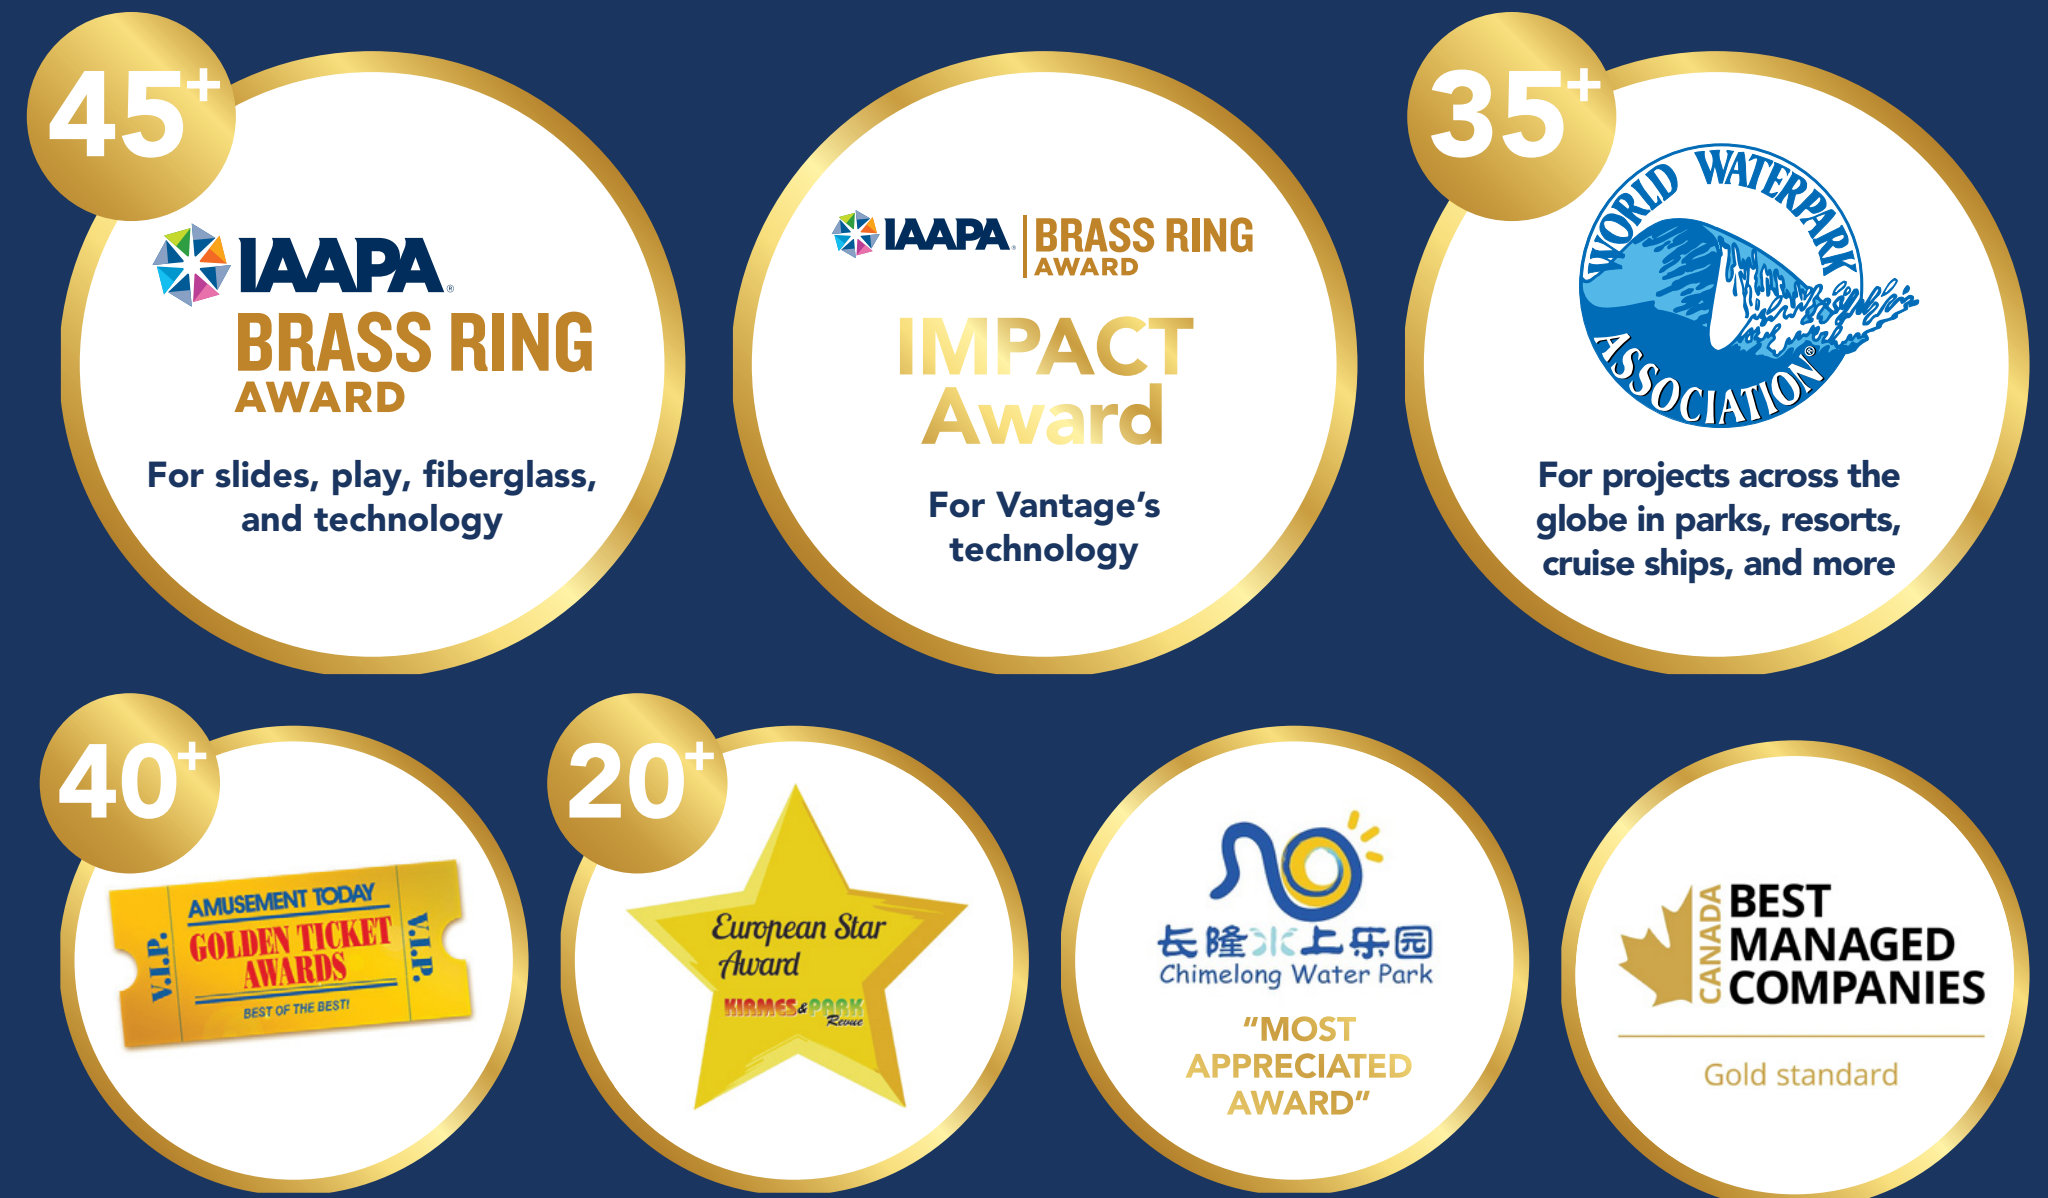 45+
IAAPA®
BRASS RING
AWARD
For slides, play, fiberglass,
and technology
IAAPA® | BRASS RING
AWARD
IMPACT
Award
For Vantage's
technology
35+
WORLD WATERPARK
ASSOCIATION®
For projects across the
globe in parks, resorts,
cruise ships, and more
40+
V.I.P.
AMUSEMENT TODAY
GOLDEN TICKET
AWARDS
BEST OF THE BEST!
V.I.P.
20+
European Star
Award
KIRMES & PARK
Revue
长隆水上乐园
Chimelong Water Park
"MOST
APPRECIATED
AWARD"
CANADA
BEST
MANAGED
COMPANIES
Gold standard